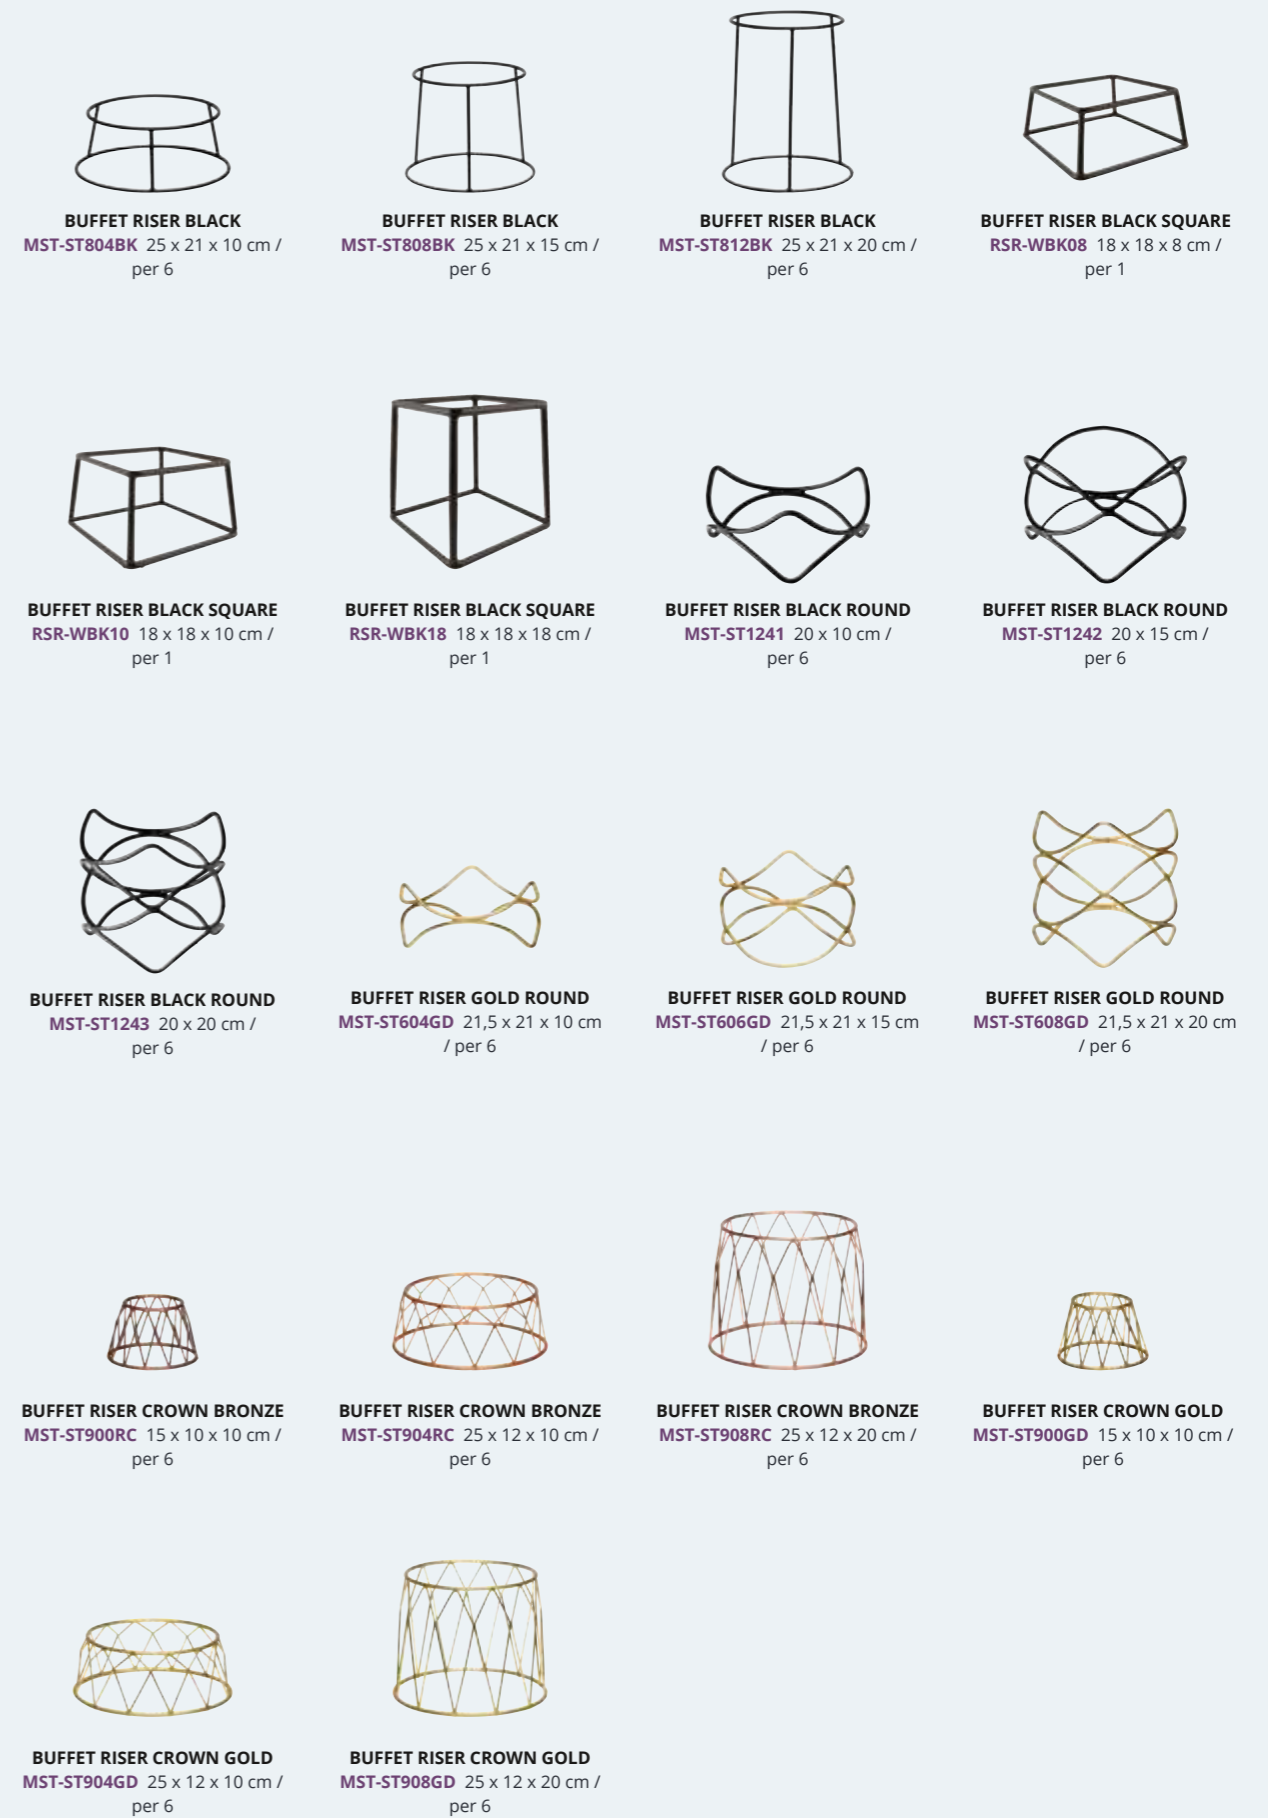 BUFFET RISER BLACK
MST-ST804BK 25 x 21 x 10 cm /
per 6
BUFFET RISER BLACK
MST-ST808BK 25 x 21 x 15 cm /
per 6
BUFFET RISER BLACK
MST-ST812BK 25 x 21 x 20 cm /
per 6
BUFFET RISER BLACK SQUARE
RSR-WBK08 18 x 18 x 8 cm /
per 1
BUFFET RISER BLACK SQUARE
RSR-WBK10 18 x 18 x 10 cm /
per 1
BUFFET RISER BLACK SQUARE
RSR-WBK18 18 x 18 x 18 cm /
per 1
BUFFET RISER BLACK ROUND
MST-ST1241 20 x 10 cm /
per 6
BUFFET RISER BLACK ROUND
MST-ST1242 20 x 15 cm /
per 6
BUFFET RISER BLACK ROUND
MST-ST1243 20 x 20 cm /
per 6
BUFFET RISER GOLD ROUND
MST-ST604GD 21,5 x 21 x 10 cm
/ per 6
BUFFET RISER GOLD ROUND
MST-ST606GD 21,5 x 21 x 15 cm
/ per 6
BUFFET RISER GOLD ROUND
MST-ST608GD 21,5 x 21 x 20 cm
/ per 6
BUFFET RISER CROWN BRONZE
MST-ST900RC 15 x 10 x 10 cm /
per 6
BUFFET RISER CROWN BRONZE
MST-ST904RC 25 x 12 x 10 cm /
per 6
BUFFET RISER CROWN BRONZE
MST-ST908RC 25 x 12 x 20 cm /
per 6
BUFFET RISER CROWN GOLD
MST-ST900GD 15 x 10 x 10 cm /
per 6
BUFFET RISER CROWN GOLD
MST-ST904GD 25 x 12 x 10 cm /
per 6
BUFFET RISER CROWN GOLD
MST-ST908GD 25 x 12 x 20 cm /
per 6